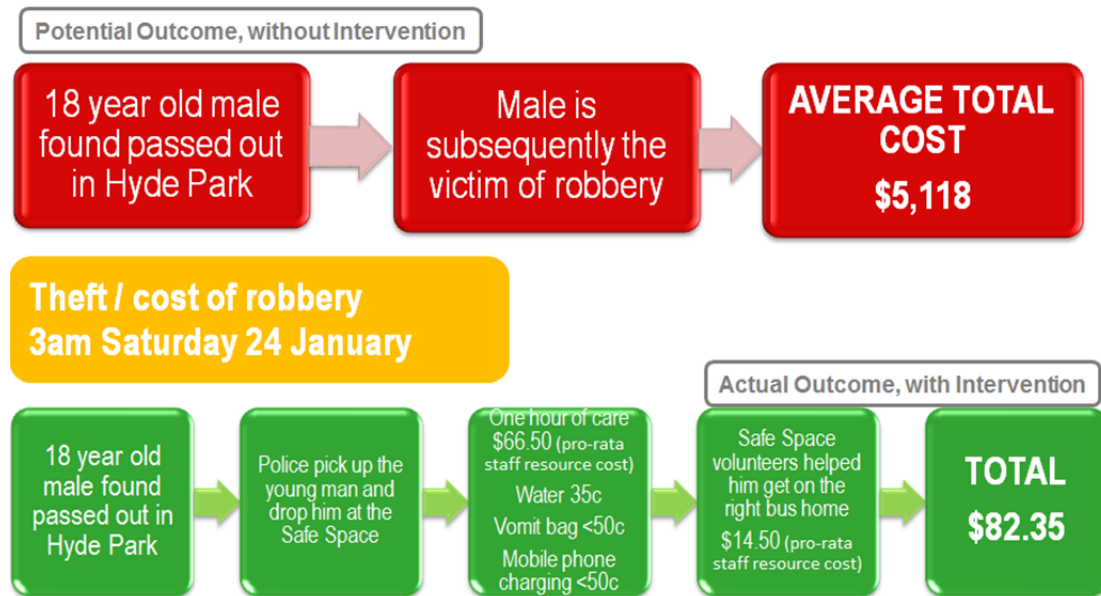 Potential Outcome, without Intervention
18 year old male
found passed out
in Hyde Park
Male is
subsequently the
victim of robbery
AVERAGE TOTAL
COST
$5,118
Theft / cost of robbery
3am Saturday 24 January
Actual Outcome, with Intervention
18 year old
male found
passed out in
Hyde Park
Police pick up the
young man and
drop him at the
Safe Space
One hour of care
$66.50 (pro-rata
staff resource cost)
Water 35c
Vomit bag <50c
Mobile phone
charging <50c
Safe Space
volunteers helped
him get on the
right bus home
$14.50 (pro-rata
staff resource cost)
TOTAL
$82.35